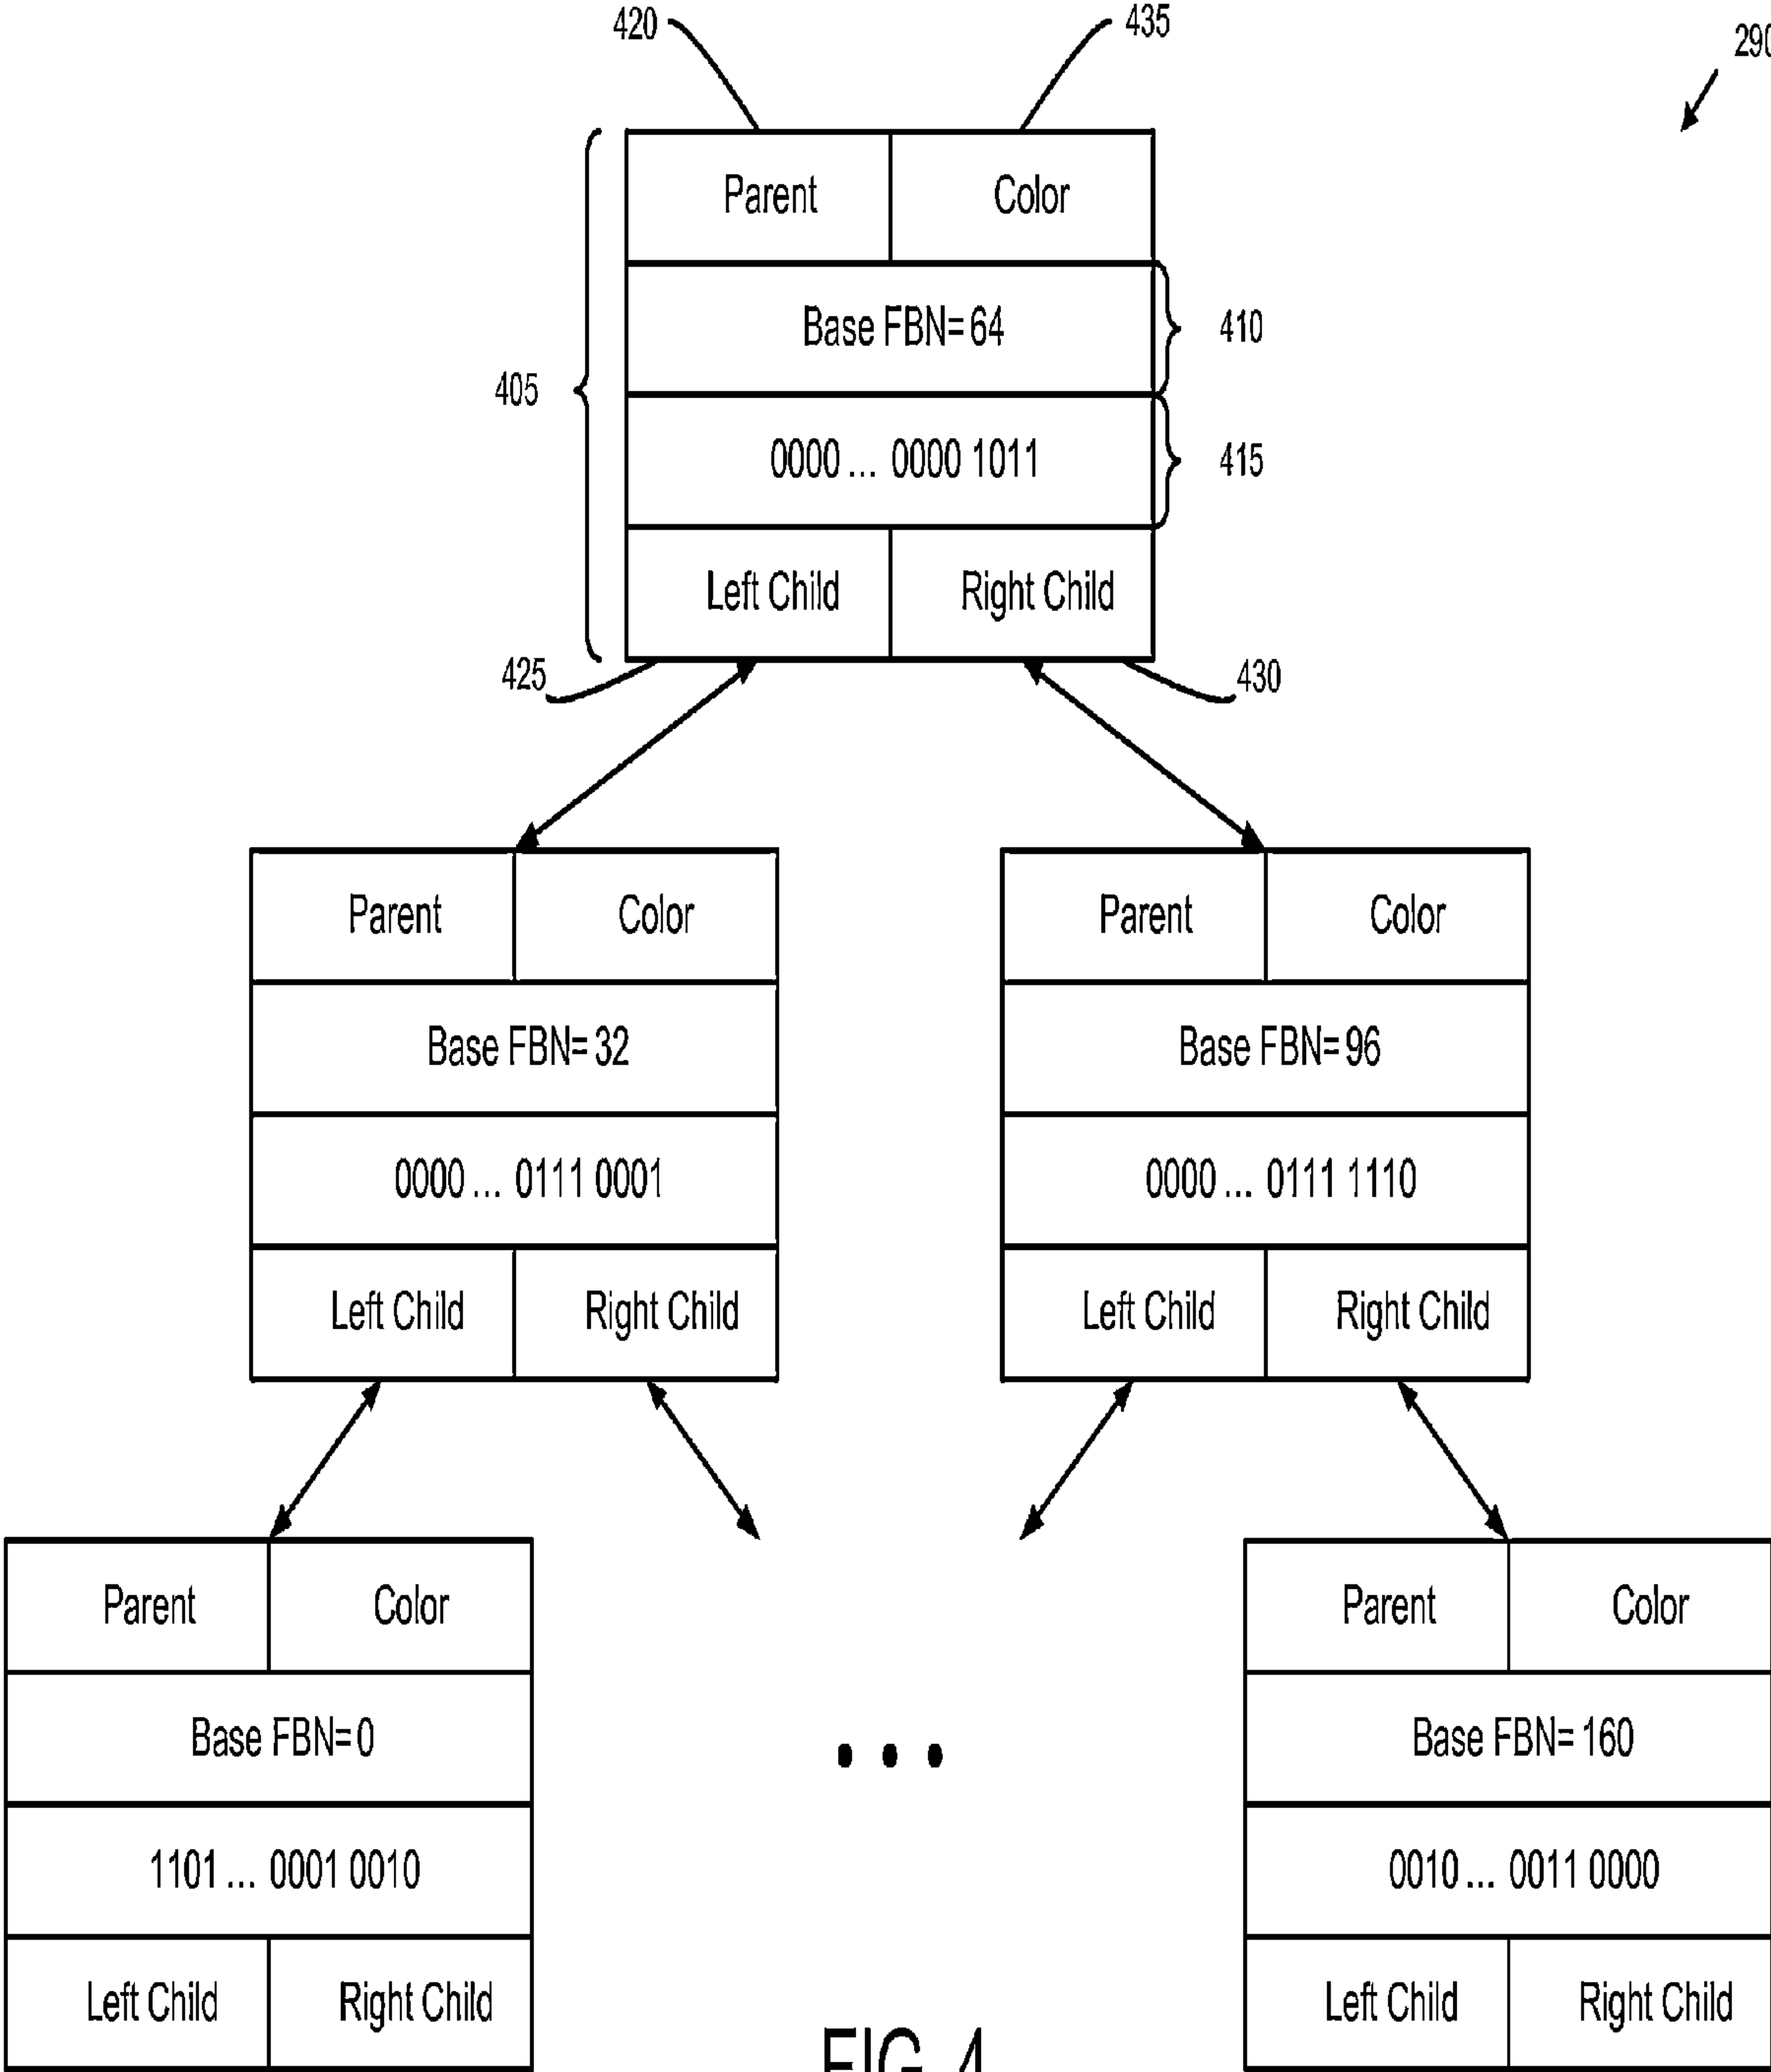 420
435
290
Parent Color
Base FBN= 64
410
405
0000 ... 0000 1011
415
Left Child Right Child
425
430
Parent Color
Parent Color
Base FBN= 32
Base FBN= 96
0000 ... 0111 0001
0000 ... 0111 1110
Left Child Right Child
Left Child Right Child
Parent Color
Parent Color
Base FBN= 0
Base FBN= 160
1101 ... 0001 0010
0010 ... 0011 0000
Left Child Right Child
Left Child Right Child
FIG. 4